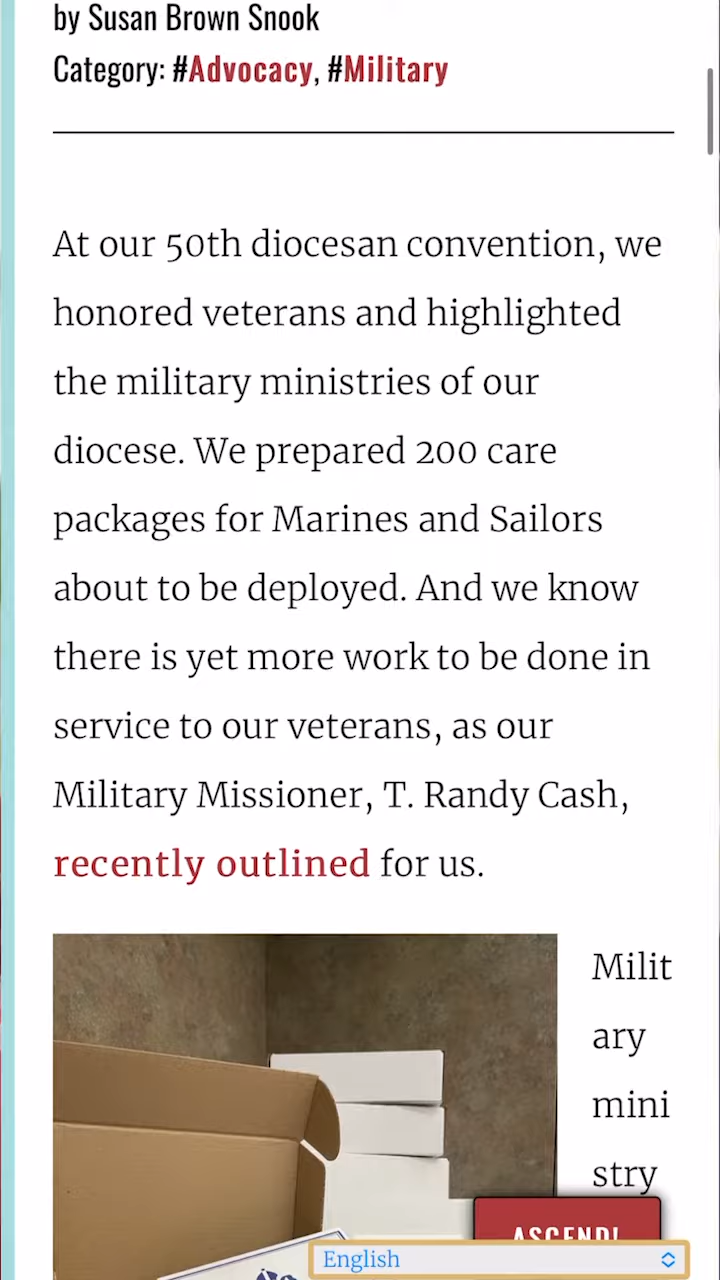 by Susan Brown Snook
Category: #Advocacy, #Military
At our 50th diocesan convention, we
honored veterans and highlighted
the military ministries of our
diocese. We prepared 200 care
packages for Marines and Sailors
about to be deployed. And we know
there is yet more work to be done in
service to our veterans, as our
Military Missioner, T. Randy Cash,
recently outlined for us.
Milit
ary
mini
stry
ASCEND!
English